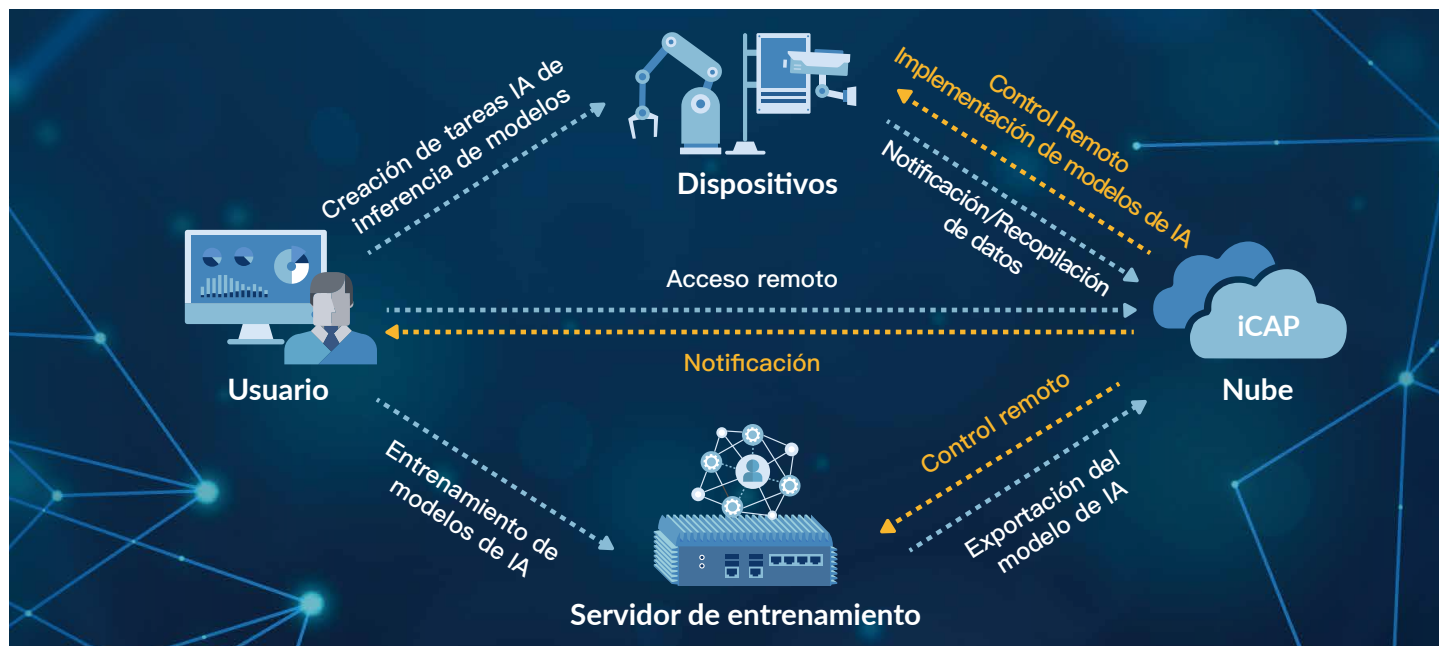 Creación de tareas IA de
inferencia de modelos
Dispositivos
Control Remoto
Implementación de modelos de IA
Notificación/Recopilación
de datos
Acceso remoto
Notificación
Usuario
iCAP
Nube
Entrenamiento de
modelos de IA
Control remoto
Exportación del
modelo de IA
Servidor de entrenamiento